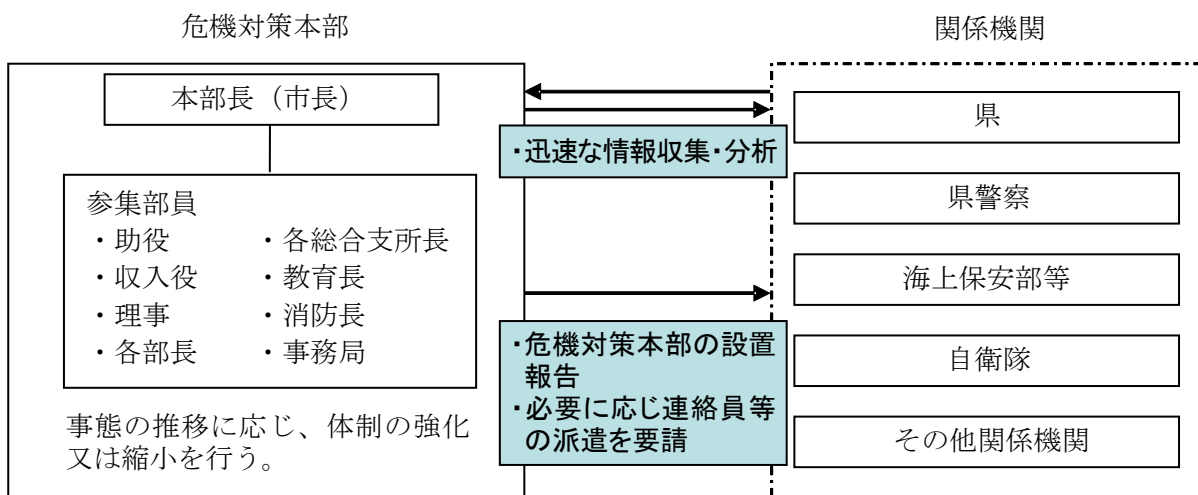 危機対策本部
関係機関
本部長（市長）
参集部員
・助役
・各総合支所長
・収入役
・教育長
・理事
・消防長
・各部長
・事務局
事態の推移に応じ、体制の強化
又は縮小を行う。
・迅速な情報収集・分析
・危機対策本部の設置
報告
・必要に応じ連絡員等
の派遣を要請
県
県警察
海上保安部等
自衛隊
その他関係機関